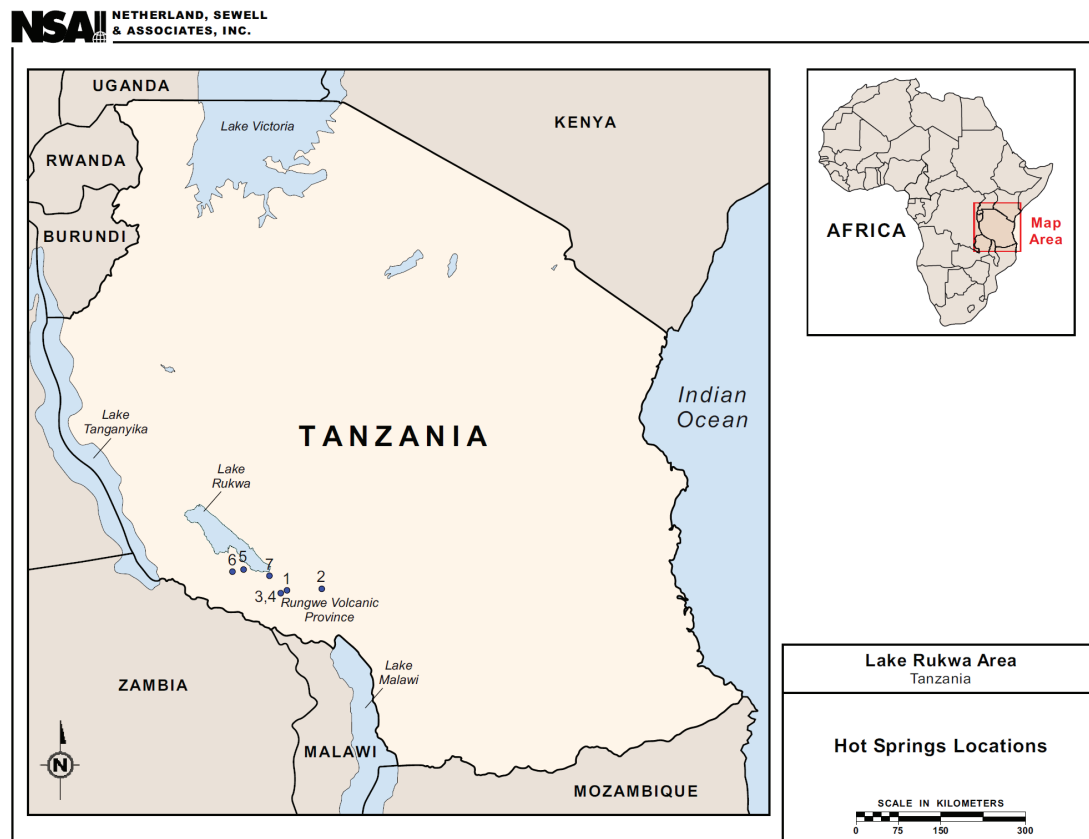 NSAI NETHERLAND, SEWELL
& ASSOCIATES, INC.
UGANDA
Lake Victoria
KENYA
RWANDA
BURUNDI
AFRICA
Map
Area
Indian
Ocean
Lake
Tanganyika
TANZANIA
Lake
Rukwa
6
5
7
1
2
3,4
Rungwe Volcanic
Province
ZAMBIA
Lake
Malawi
MALAWI
MOZAMBIQUE
N
Lake Rukwa Area
Tanzania
Hot Springs Locations
SCALE IN KILOMETERS
0 75 150 300